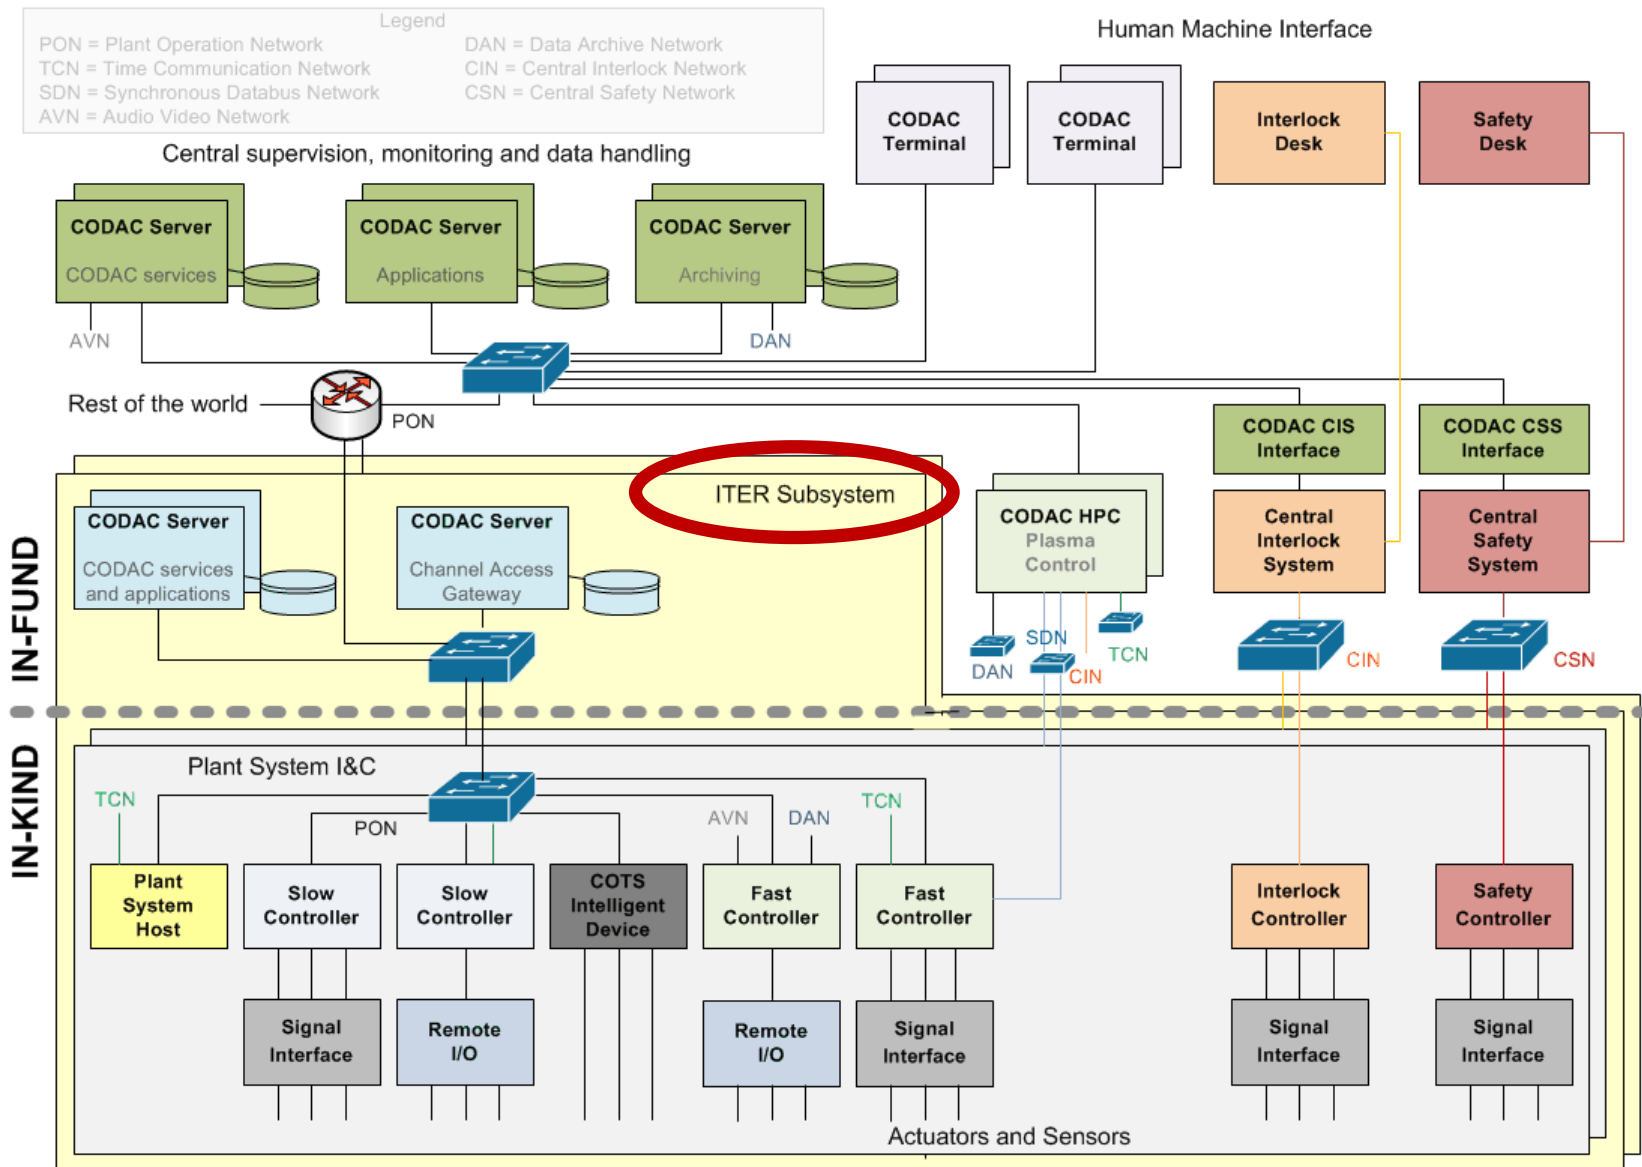 Legend
PON = Plant Operation Network
DAN = Data Archive Network
TCN = Time Communication Network
CIN = Central Interlock Network
SDN = Synchronous Databus Network
CSN = Central Safety Network
AVN = Audio Video Network
Human Machine Interface
CODAC
Terminal
CODAC
Terminal
Interlock
Desk
Safety
Desk
Central supervision, monitoring and data handling
CODAC Server
CODAC services
CODAC Server
Applications
CODAC Server
Archiving
AVN
DAN
Rest of the world
PON
CODAC CIS
Interface
CODAC CSS
Interface
ITER Subsystem
CODAC Server
CODAC services
and applications
CODAC Server
Channel Access
Gateway
CODAC HPC
Plasma
Control
Central
Interlock
System
Central
Safety
System
IN-FUND
DAN
SDN
CIN
TCN
CIN
CSN
IN-KIND
Plant System I&C
TCN
PON
AVN
DAN
TCN
Plant
System
Host
Slow
Controller
Slow
Controller
COTS
Intelligent
Device
Fast
Controller
Fast
Controller
Interlock
Controller
Safety
Controller
Signal
Interface
Remote
I/O
Remote
I/O
Signal
Interface
Signal
Interface
Signal
Interface
Actuators and Sensors